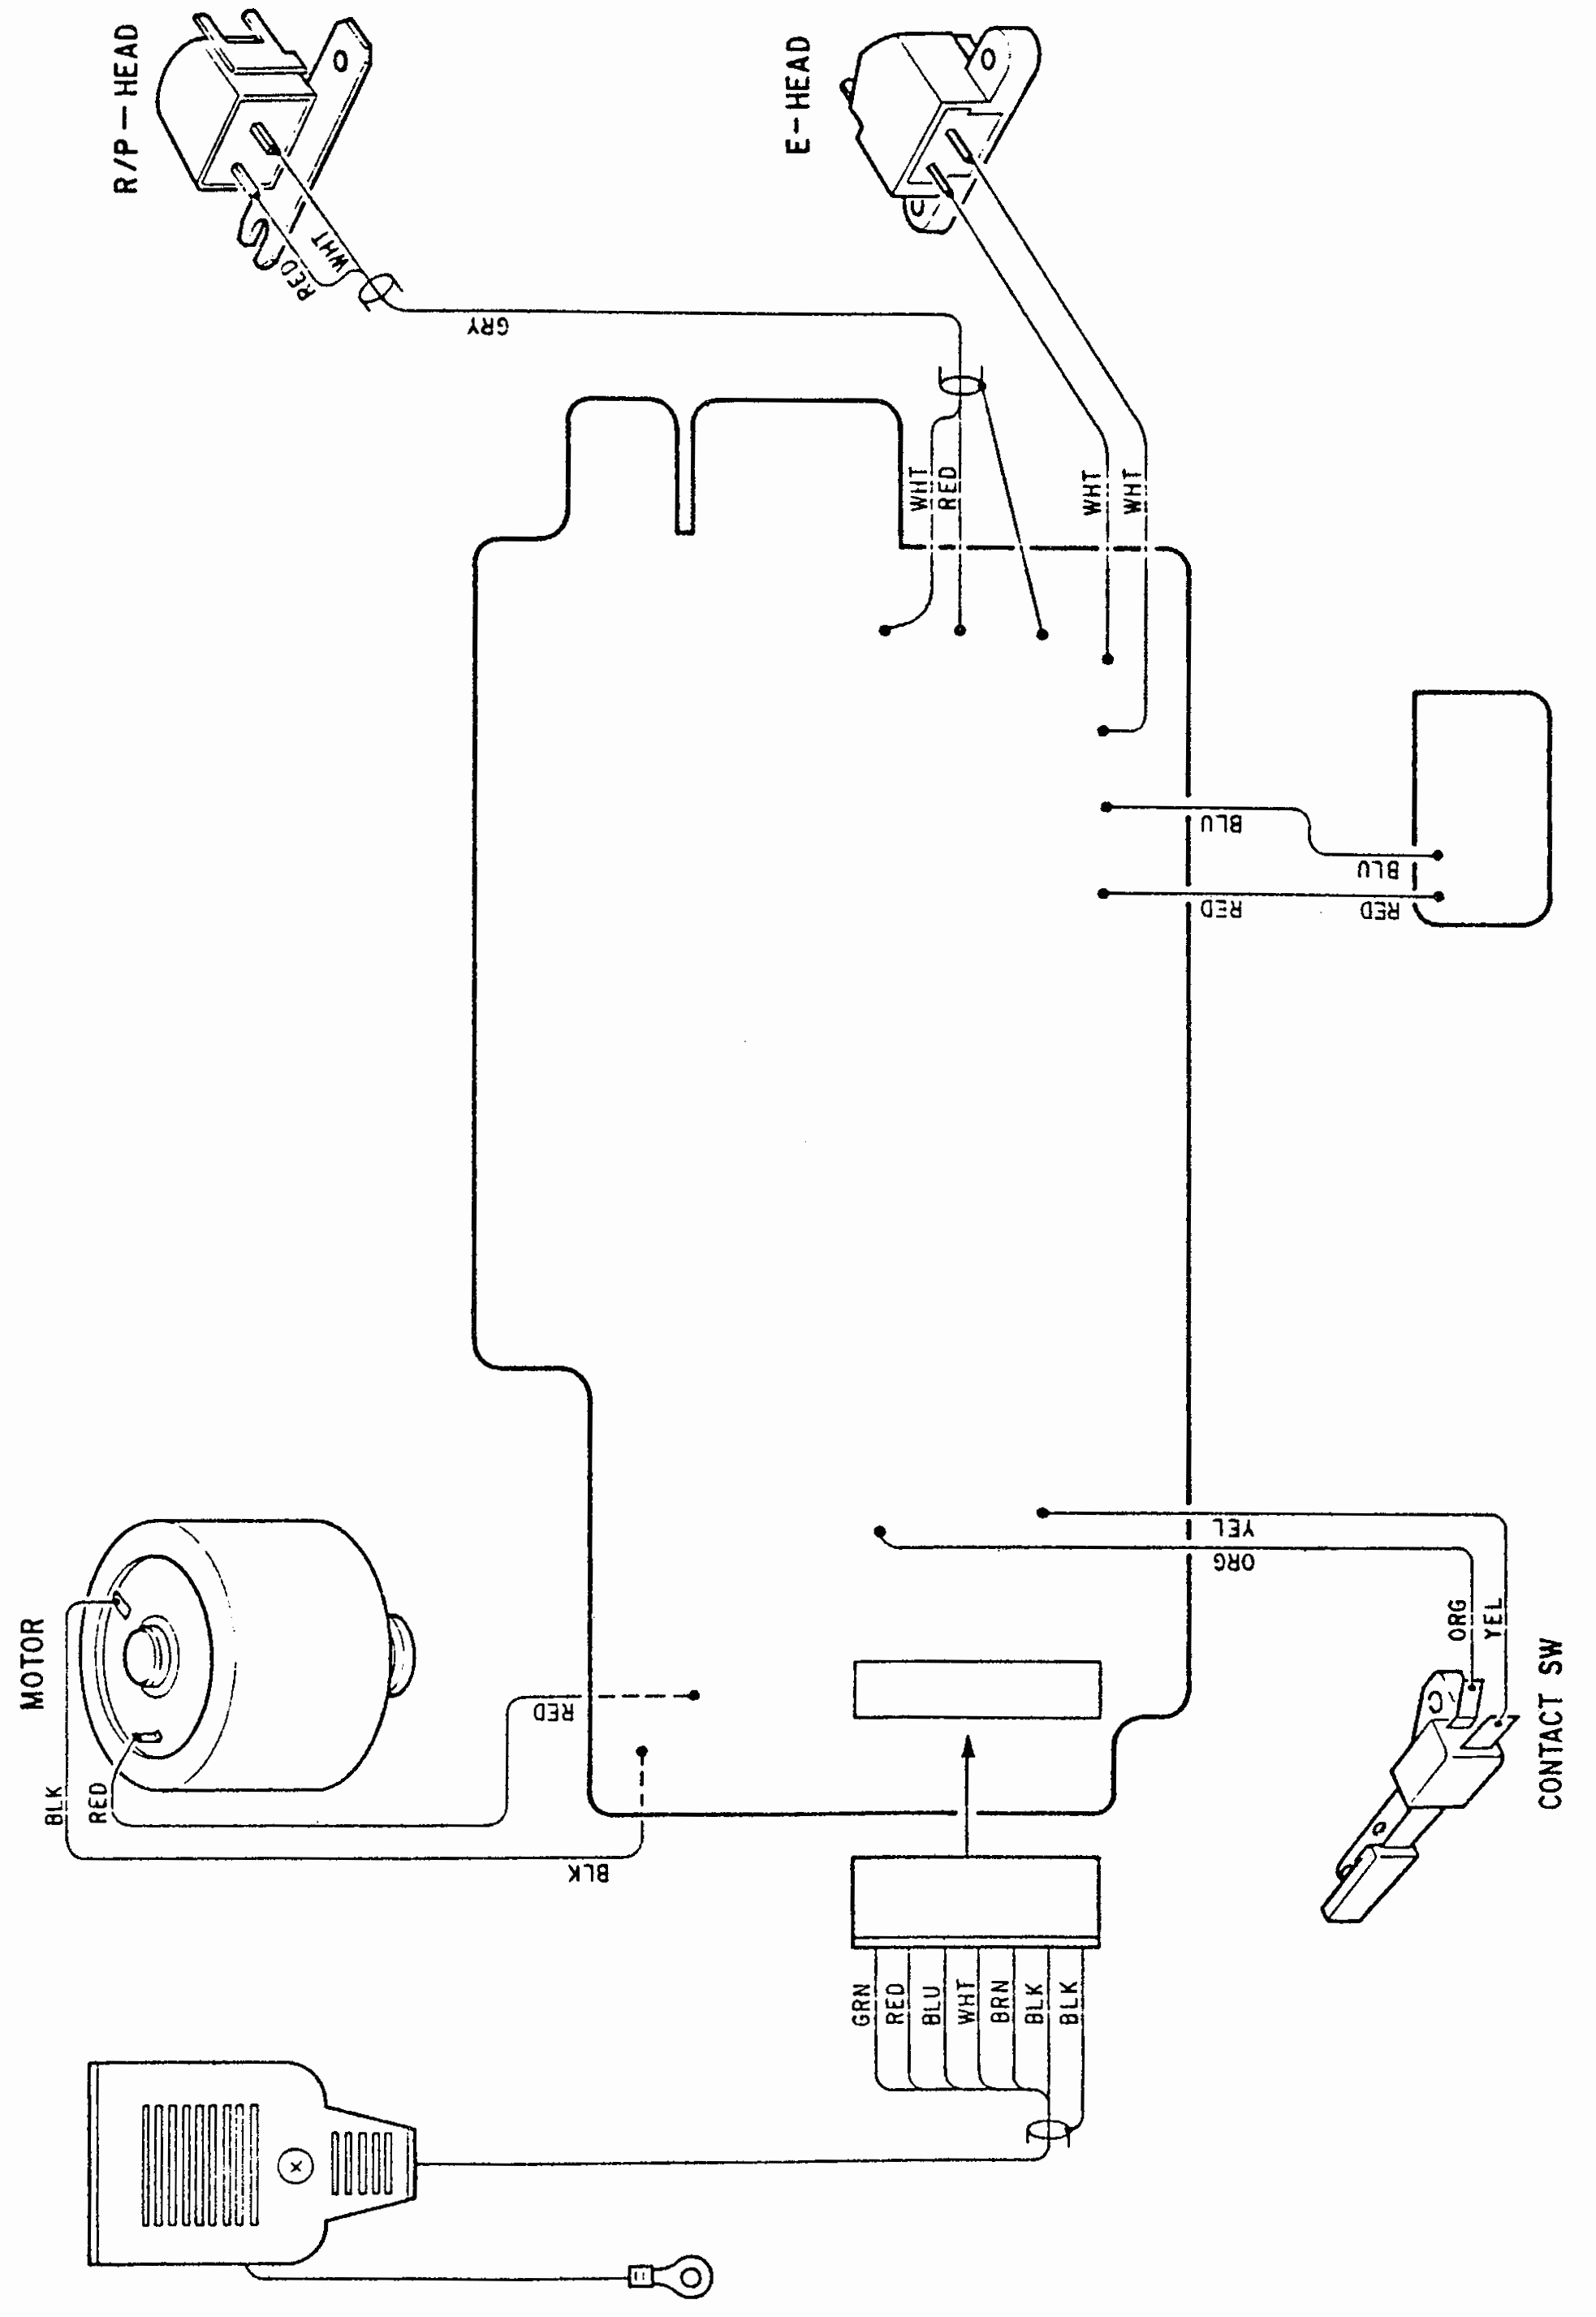 R/P-HEAD
RED
WHT
GRY
E-HEAD
WHT
RED
WHT
WHT
BLU
BLU
RED
RED
MOTOR
BLK
RED
RED
BLK
YEL
ORG
ORG
YEL
CONTACT SW
GRN
RED
BLU
WHT
BRN
BLK
BLK